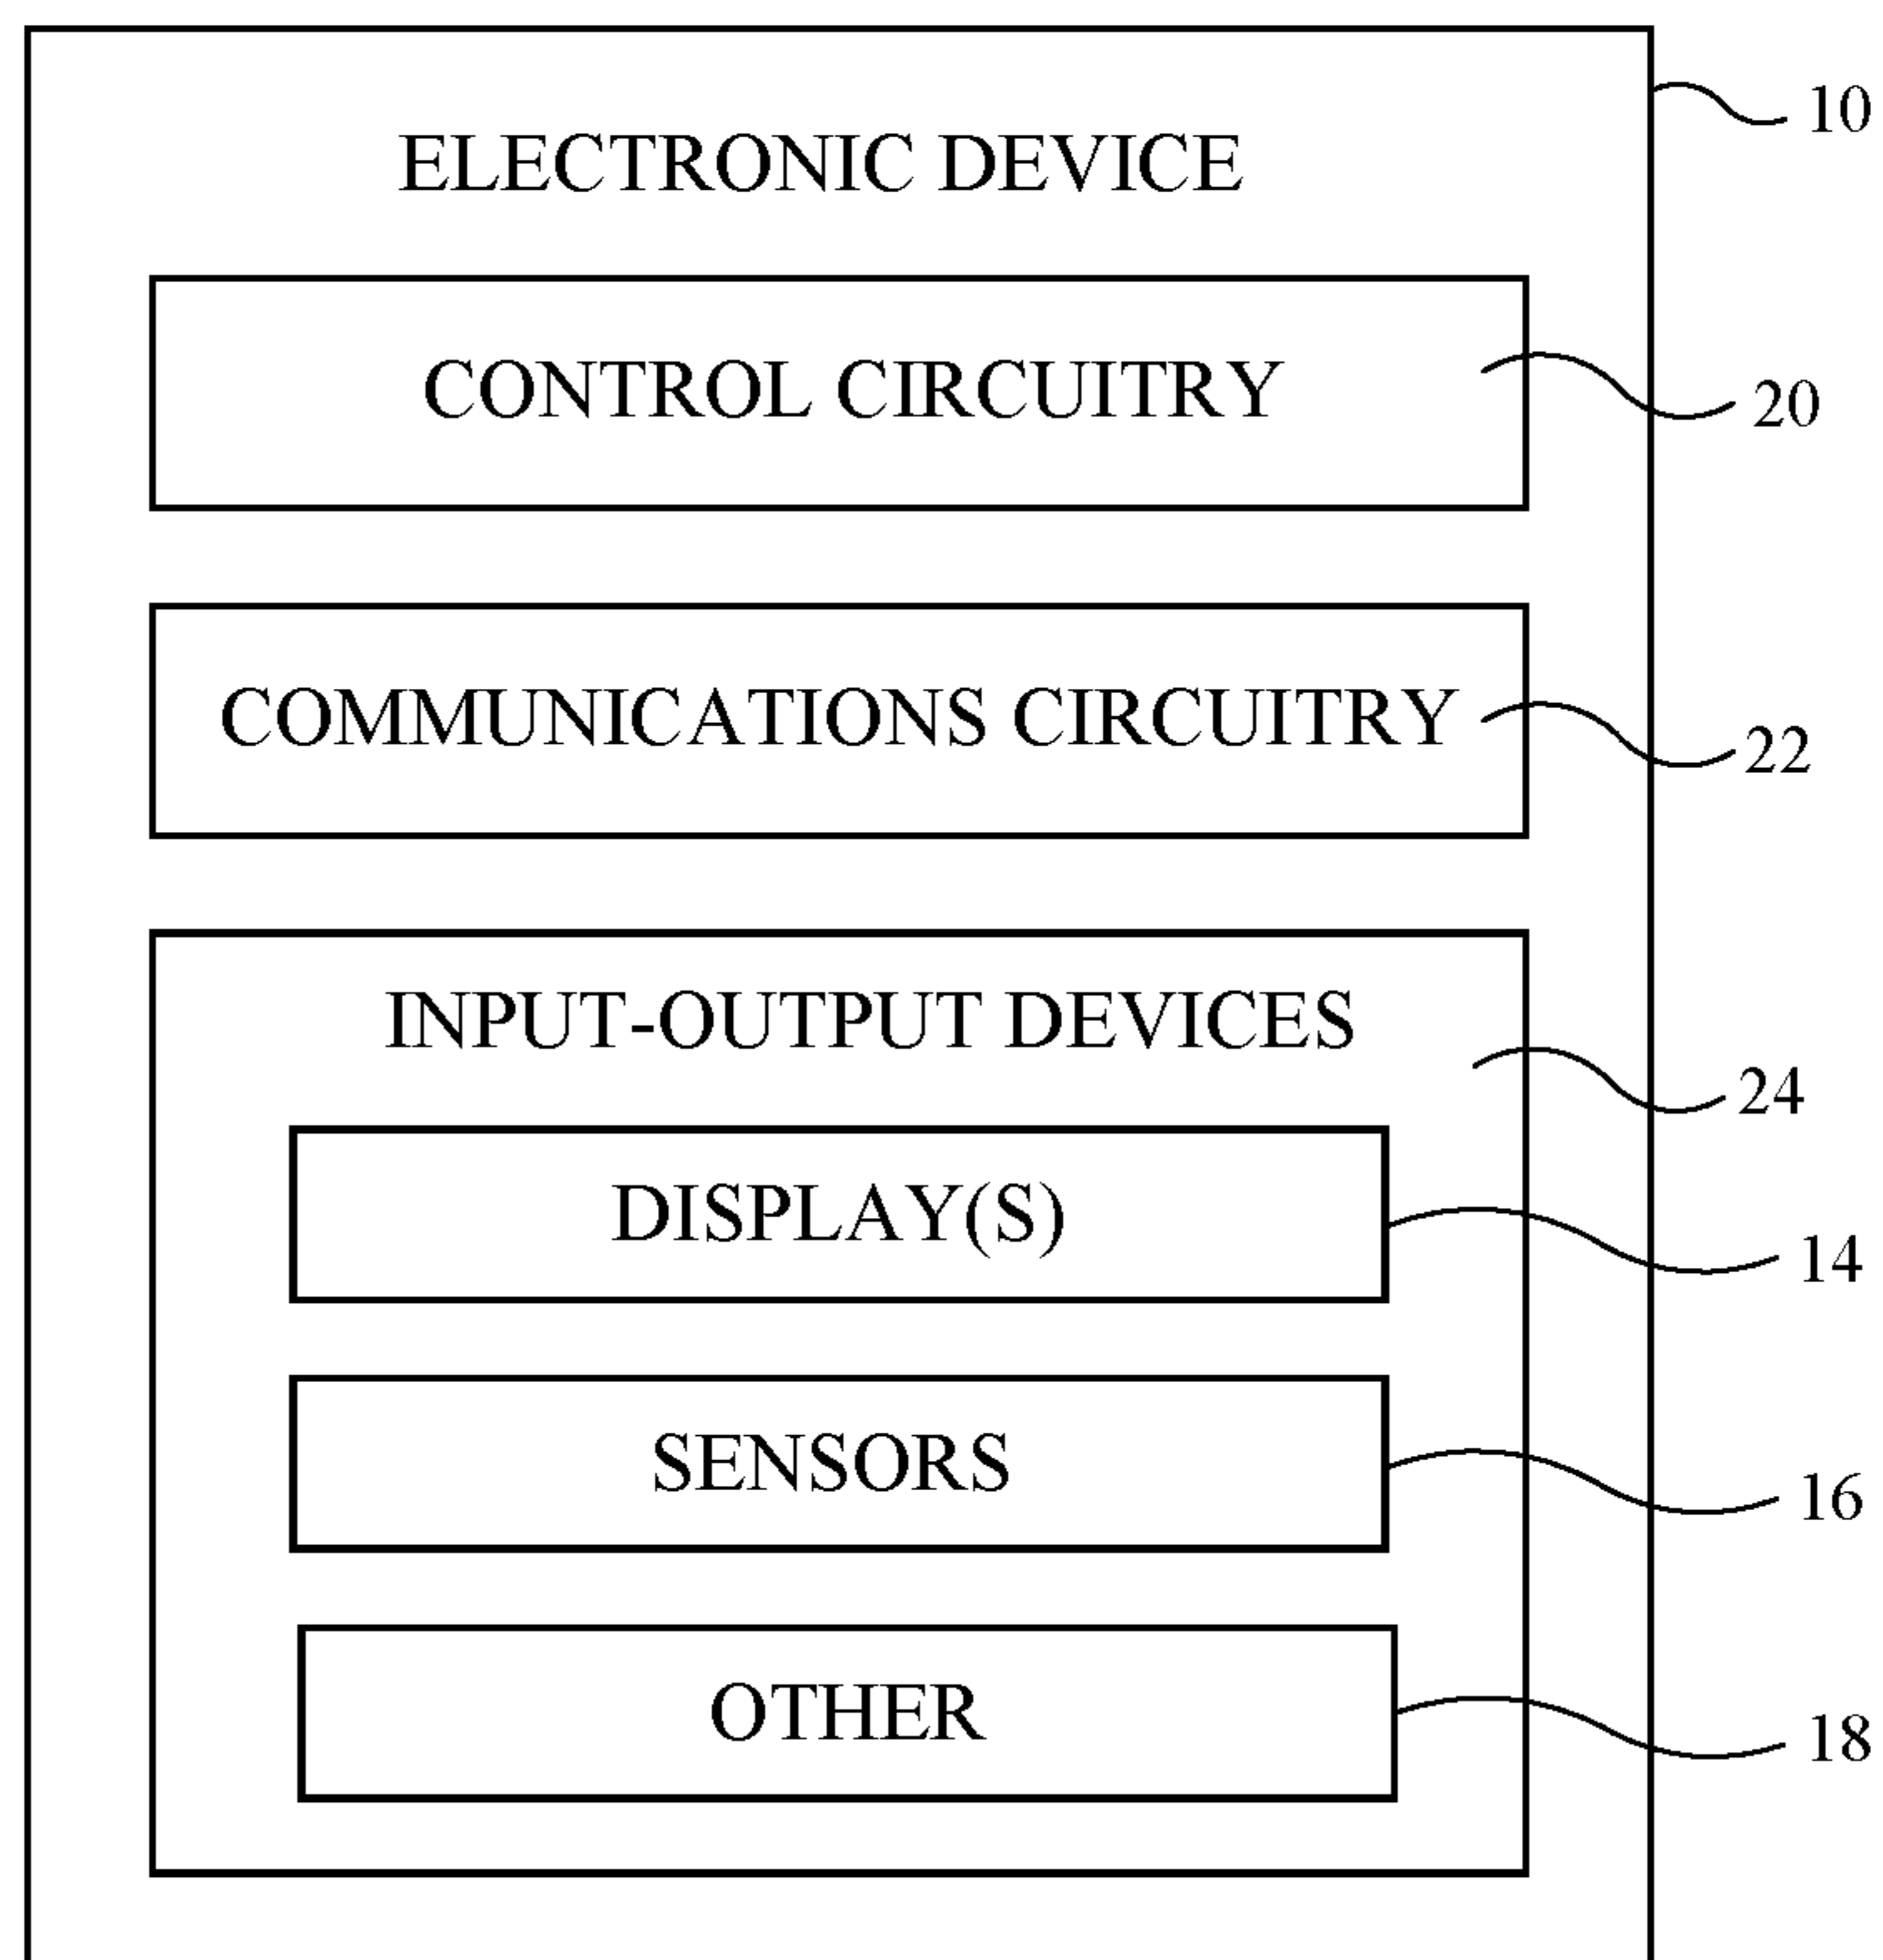 ELECTRONIC DEVICE
10
CONTROL CIRCUITRY
20
COMMUNICATIONS CIRCUITRY
22
INPUT-OUTPUT DEVICES
24
DISPLAY(S)
14
SENSORS
16
OTHER
18